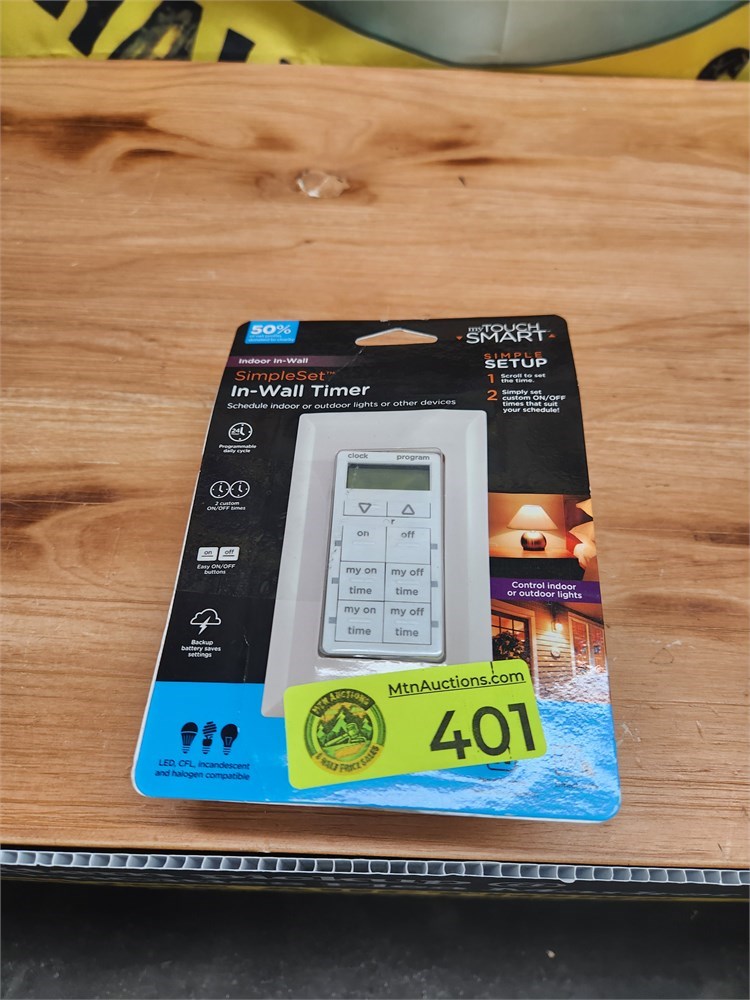 50%
myTOUCH
SMART
Indoor In-Wall
SimpleSet™
In-Wall Timer
Schedule indoor or outdoor lights or other devices
SIMPLE
SETUP
1 Scroll to set
the time.
2 Simply set
custom ON/OFF
times that suit
your schedule!
24
Programmable
daily cycle
2 custom
ON/OFF times
on off
Easy ON/OFF
buttons
Backup
battery saves
settings
clock program
on off
my on my off
time time
my on my off
time time
Control indoor
or outdoor lights
LED, CFL, incandescent
and halogen compatible
MtnAuctions.com
401
MTN AUCTIONS